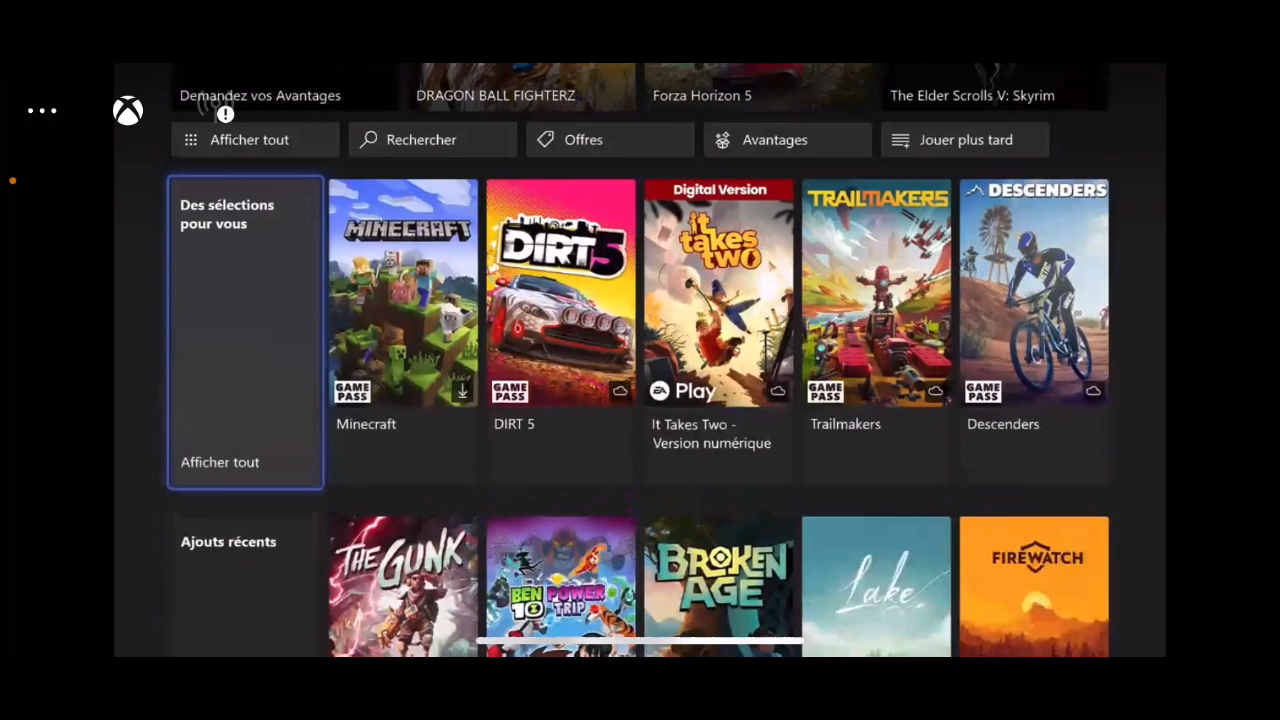 Demandez vos Avantages
DRAGON BALL FIGHTERZ
Forza Horizon 5
The Elder Scrolls V: Skyrim
Afficher tout
Rechercher
Offres
Avantages
Jouer plus tard
Des sélections
pour vous
Afficher tout
MINECRAFT
GAME
PASS
Minecraft
DIRT 5
GAME
PASS
DIRT 5
Digital Version
it
takes
two
EA Play
It Takes Two -
Version numérique
TRAILMAKERS
GAME
PASS
Trailmakers
DESCENDERS
GAME
PASS
Descenders
Ajouts récents
THE GUNK
BEN
10
POWER
TRIP
BROKEN
AGE
Lake
FIREWATCH